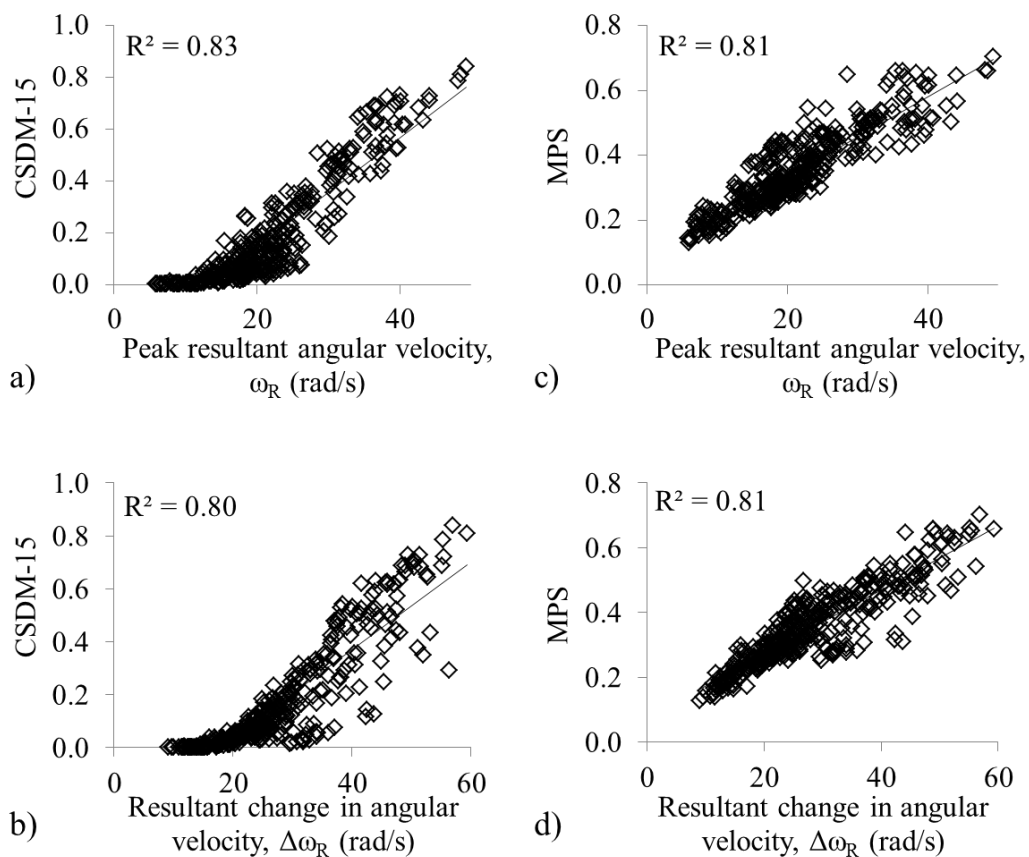 1.0
0.8
0.6
0.4
0.2
0.0
CSDM-15
R² = 0.83
0 20 40
Peak resultant angular velocity,
ωR (rad/s)
a)
0.8
0.6
0.4
0.2
0.0
MPS
R² = 0.81
0 20 40
Peak resultant angular velocity,
ωR (rad/s)
c)
1.0
0.8
0.6
0.4
0.2
0.0
CSDM-15
R² = 0.80
0 20 40 60
Resultant change in angular
velocity, ΔωR (rad/s)
b)
0.8
0.6
0.4
0.2
0.0
MPS
R² = 0.81
0 20 40 60
Resultant change in angular
velocity, ΔωR (rad/s)
d)